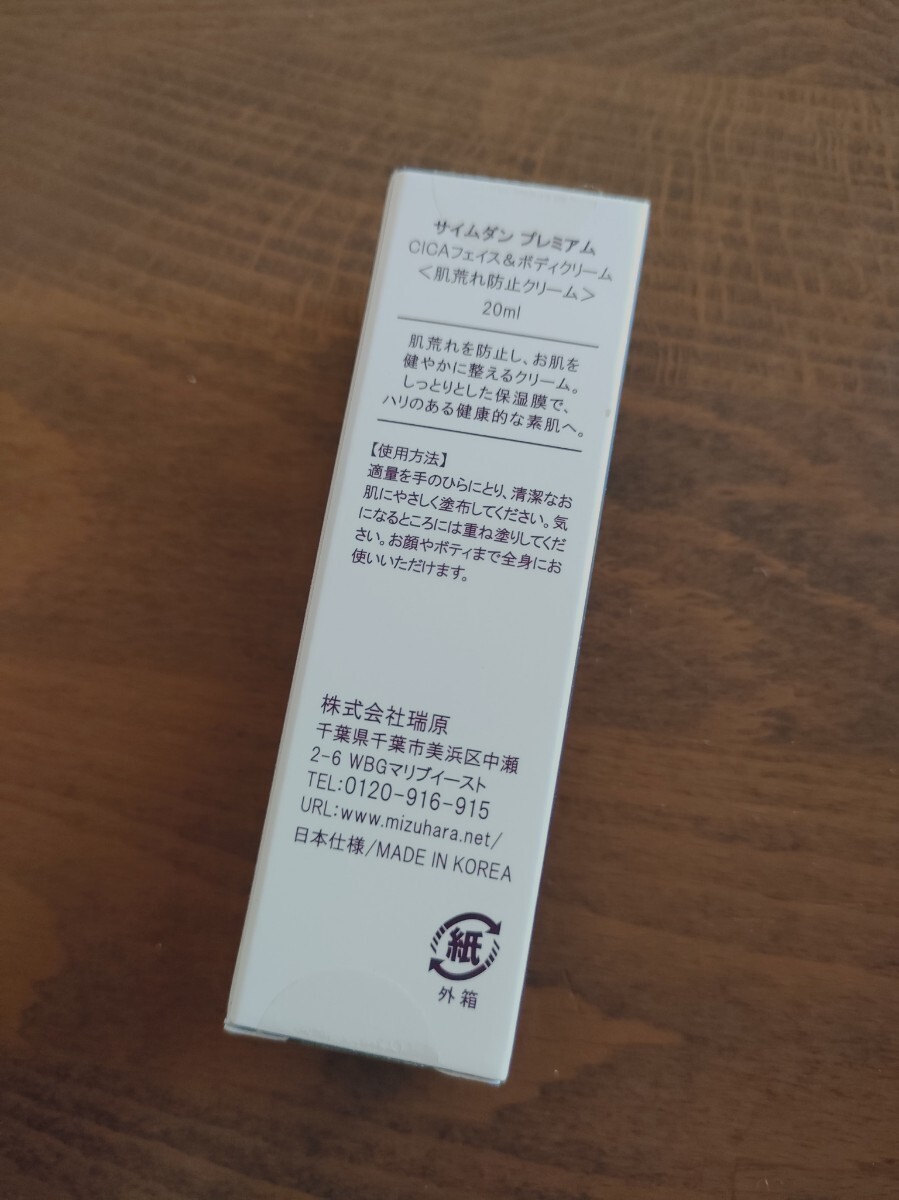 サイムダン プレミアム
CICAフェイス＆ボディクリーム
＜肌荒れ防止クリーム＞
20ml
肌荒れを防止し、お肌を
健やかに整えるクリーム。
しっとりとした保湿膜で、
ハリのある健康的な素肌へ。
【使用方法】
適量を手のひらにとり、清潔なお
肌にやさしく塗布してください。気
になるところには重ね塗りしてくだ
さい。お顔やボディまで全身にお
使いいただけます。
株式会社瑞原
千葉県千葉市美浜区中瀬
2-6 WBGマリブイースト
TEL:0120-916-915
URL:www.mizuhara.net/
日本仕様/MADE IN KOREA
紙
外箱